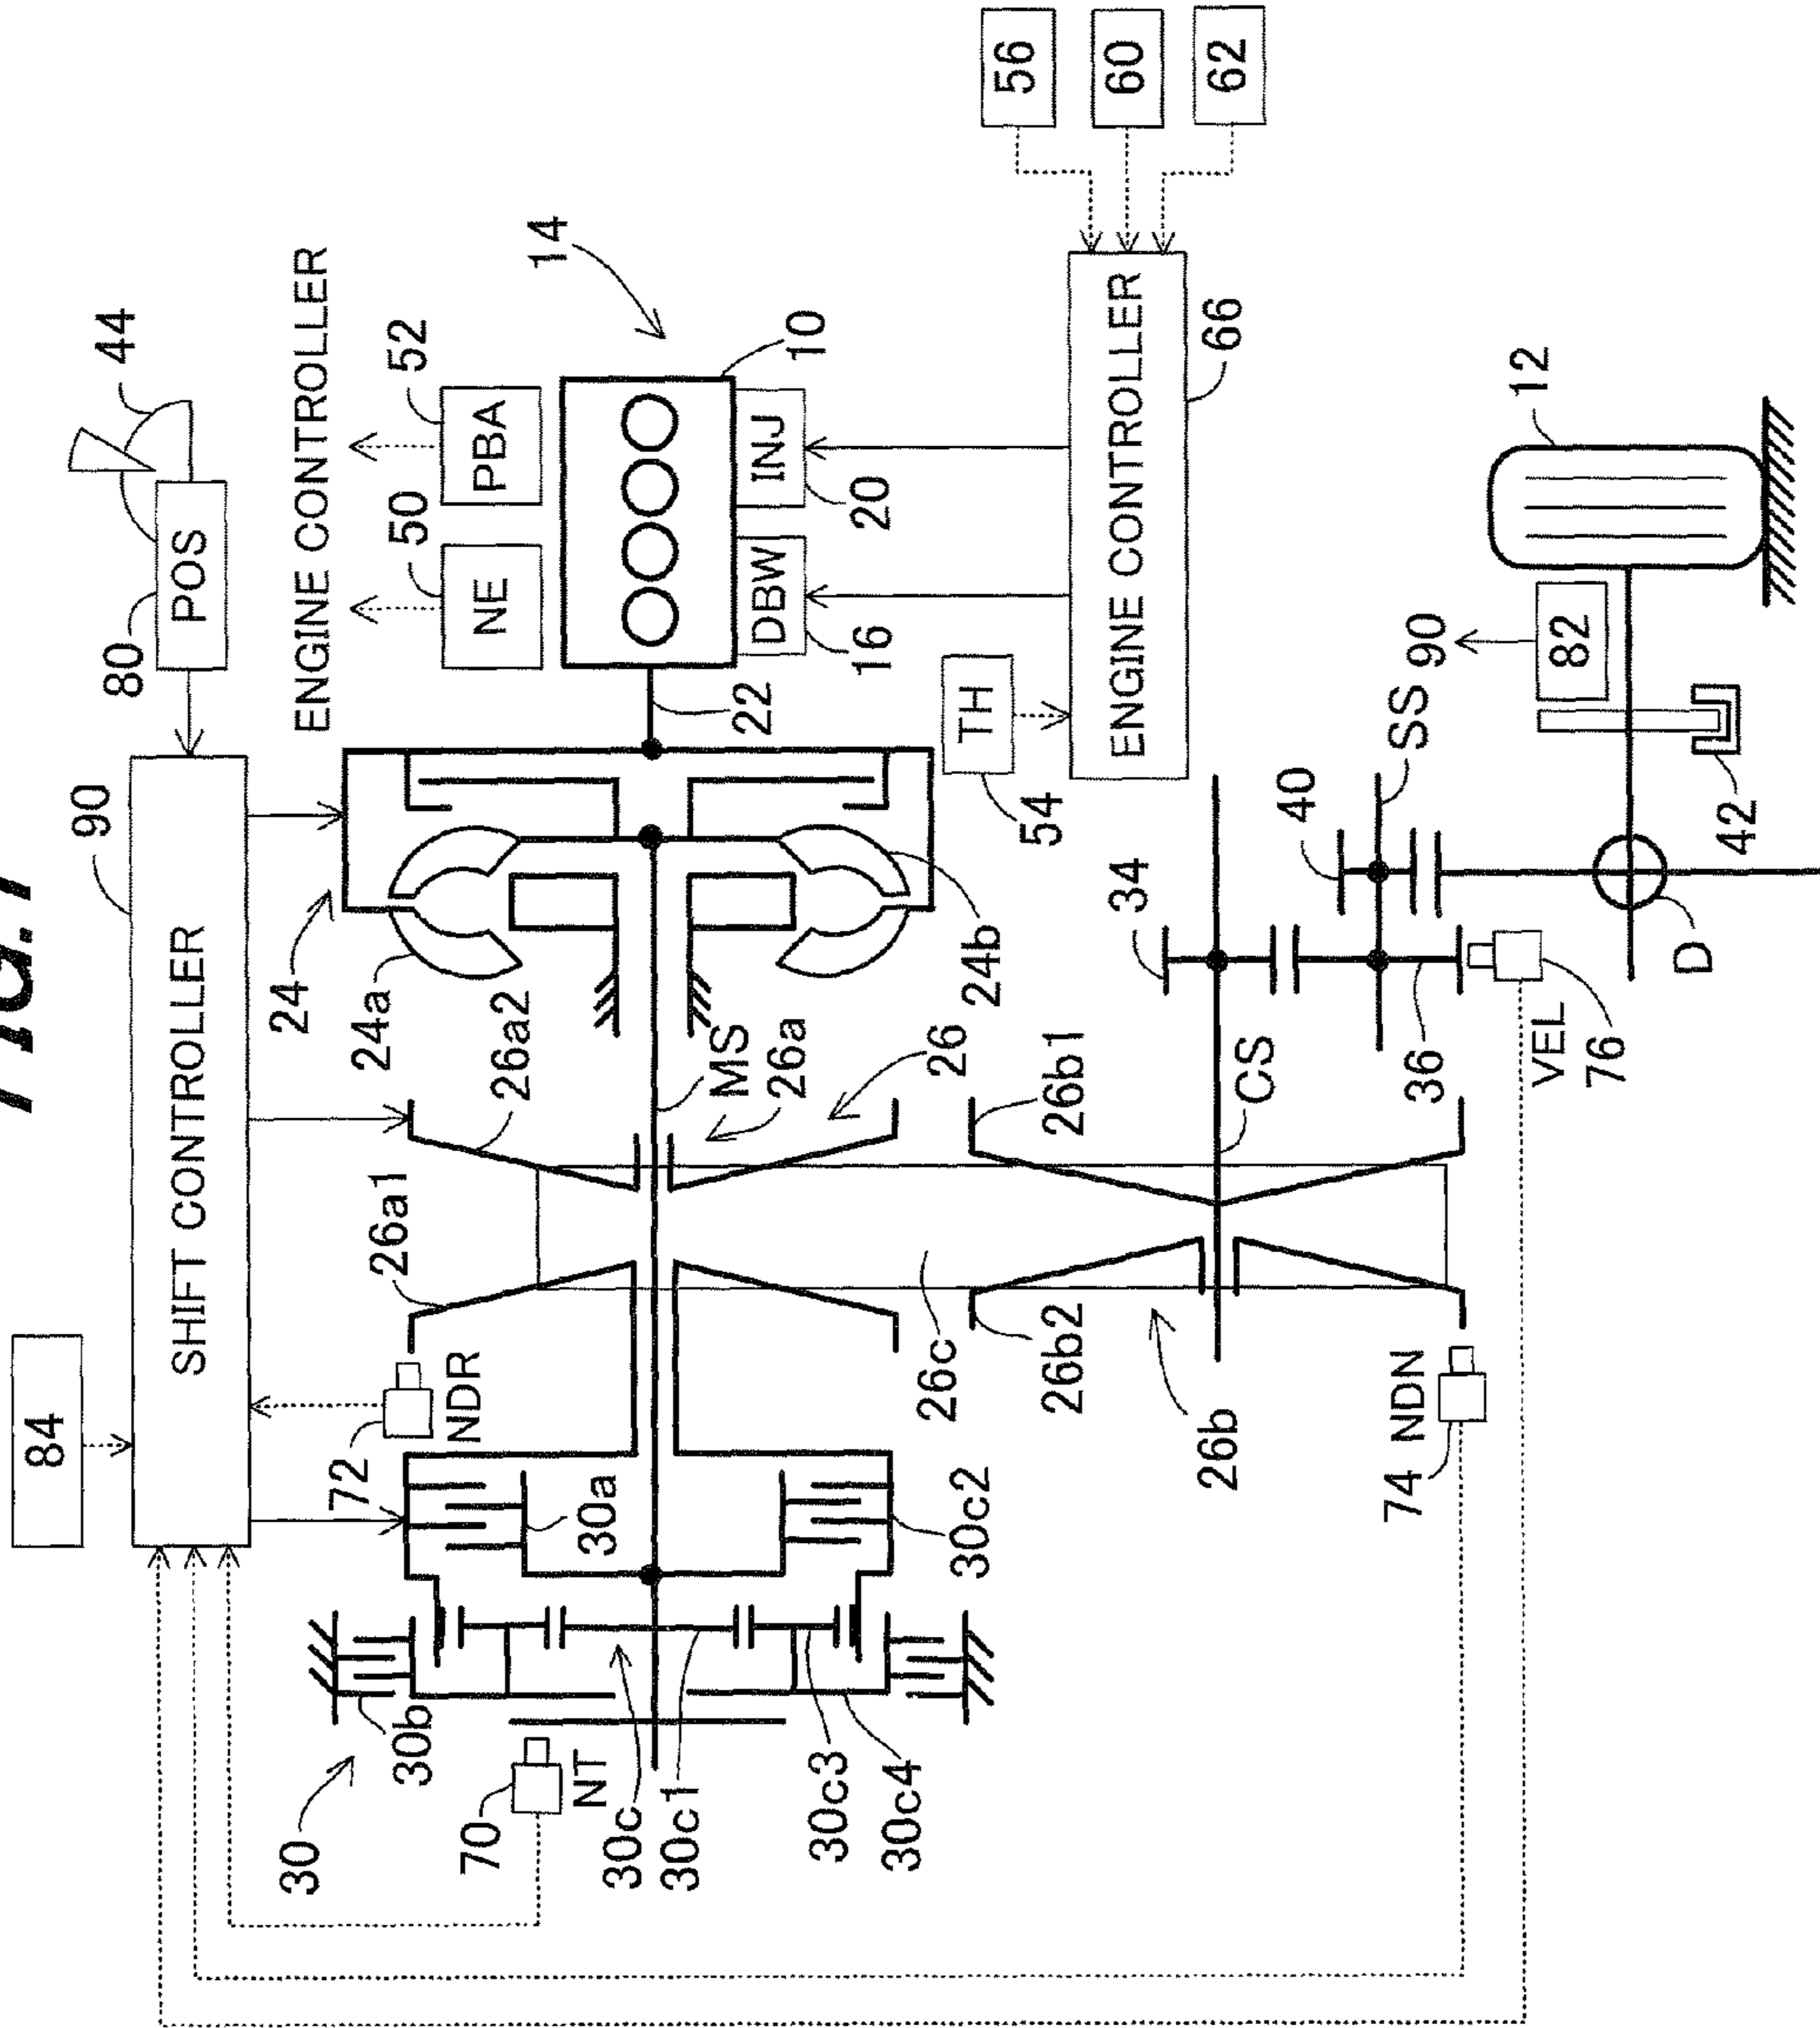 FIG. 1
84
SHIFT CONTROLLER
90
80
POS
44
ENGINE CONTROLLER
30
30b
72
NDR
26a1
26a2
24
24a
50
NE
52
PBA
14
70
NT
30a
MS
22
10
30c
30c1
26a
DBW
INJ
16
20
30c3
30c4
30c2
26c
26
24b
TH
54
56
60
62
26b2
26b1
ENGINE CONTROLLER
66
26b
CS
34
40
SS
90
12
74
NDN
36
VEL
76
D
42
82